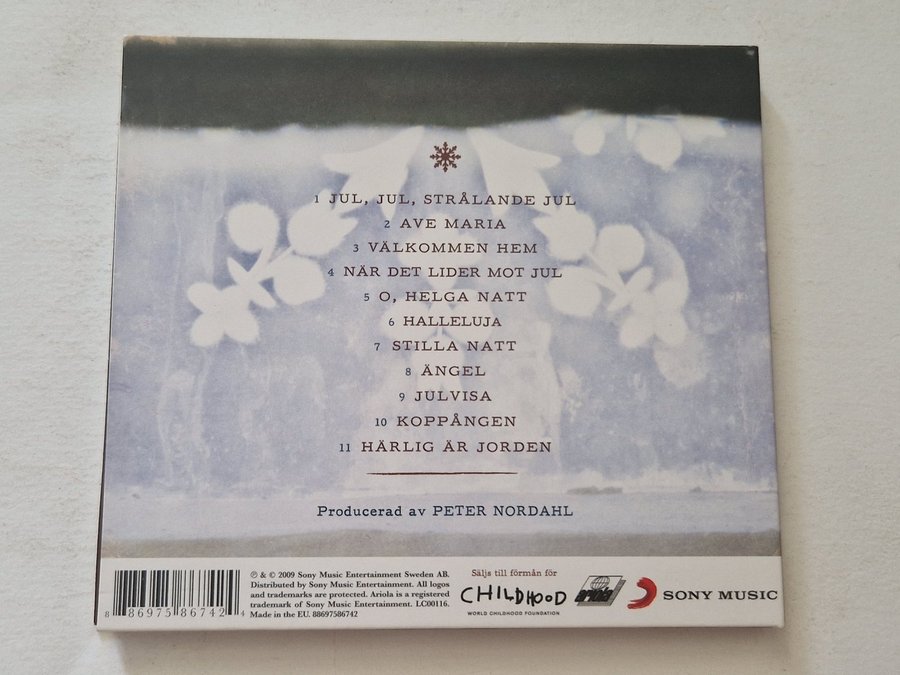 1 JUL, JUL, STRÅLANDE JUL
2 AVE MARIA
3 VÄLKOMMEN HEM
4 NÄR DET LIDER MOT JUL
5 O, HELGA NATT
6 HALLELUJA
7 STILLA NATT
8 ÄNGEL
9 JULVISA
10 KOPPÅNGEN
11 HÄRLIG ÄR JORDEN
Producerad av PETER NORDAHL
8 86975 86742 4
℗ & © 2009 Sony Music Entertainment Sweden AB.
Distributed by Sony Music Entertainment. All logos
and trademarks are protected. Ariola is a registered
trademark of Sony Music Entertainment. LC00116.
Made in the EU. 88697586742
Säljs till förmån för
CHILDHOOD
WORLD CHILDHOOD FOUNDATION
ariola
SONY MUSIC